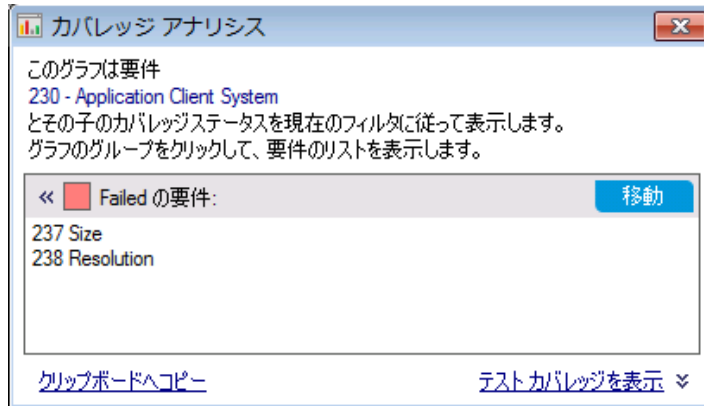 カバレッジ アナリシス
このグラフは要件
230 - Application Client System
とその子のカバレッジステータスを現在のフィルタに従って表示します。
グラフのグループをクリックして、要件のリストを表示します。
« Failed の要件: 移動
237 Size
238 Resolution
クリップボードへコピー テスト カバレッジを表示